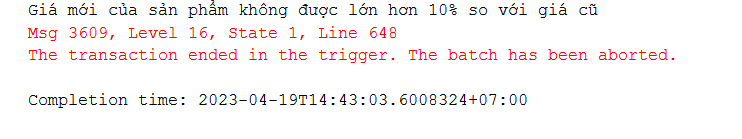 Giá mới của sản phẩm không được lớn hơn 10% so với giá cũ
Msg 3609, Level 16, State 1, Line 648
The transaction ended in the trigger. The batch has been aborted.
Completion time: 2023-04-19T14:43:03.6008324+07:00